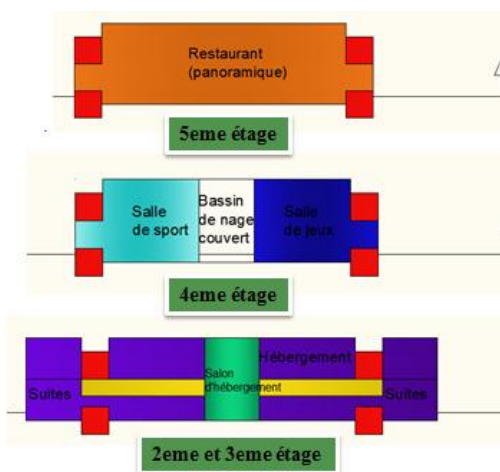 Restaurant
(panoramique)
5eme étage
Salle
de sport
Bassin
de nage
couvert
Salle
de jeux
4eme étage
Hébergement
Salon
d'hébergement
Suites
Suites
2eme et 3eme étage